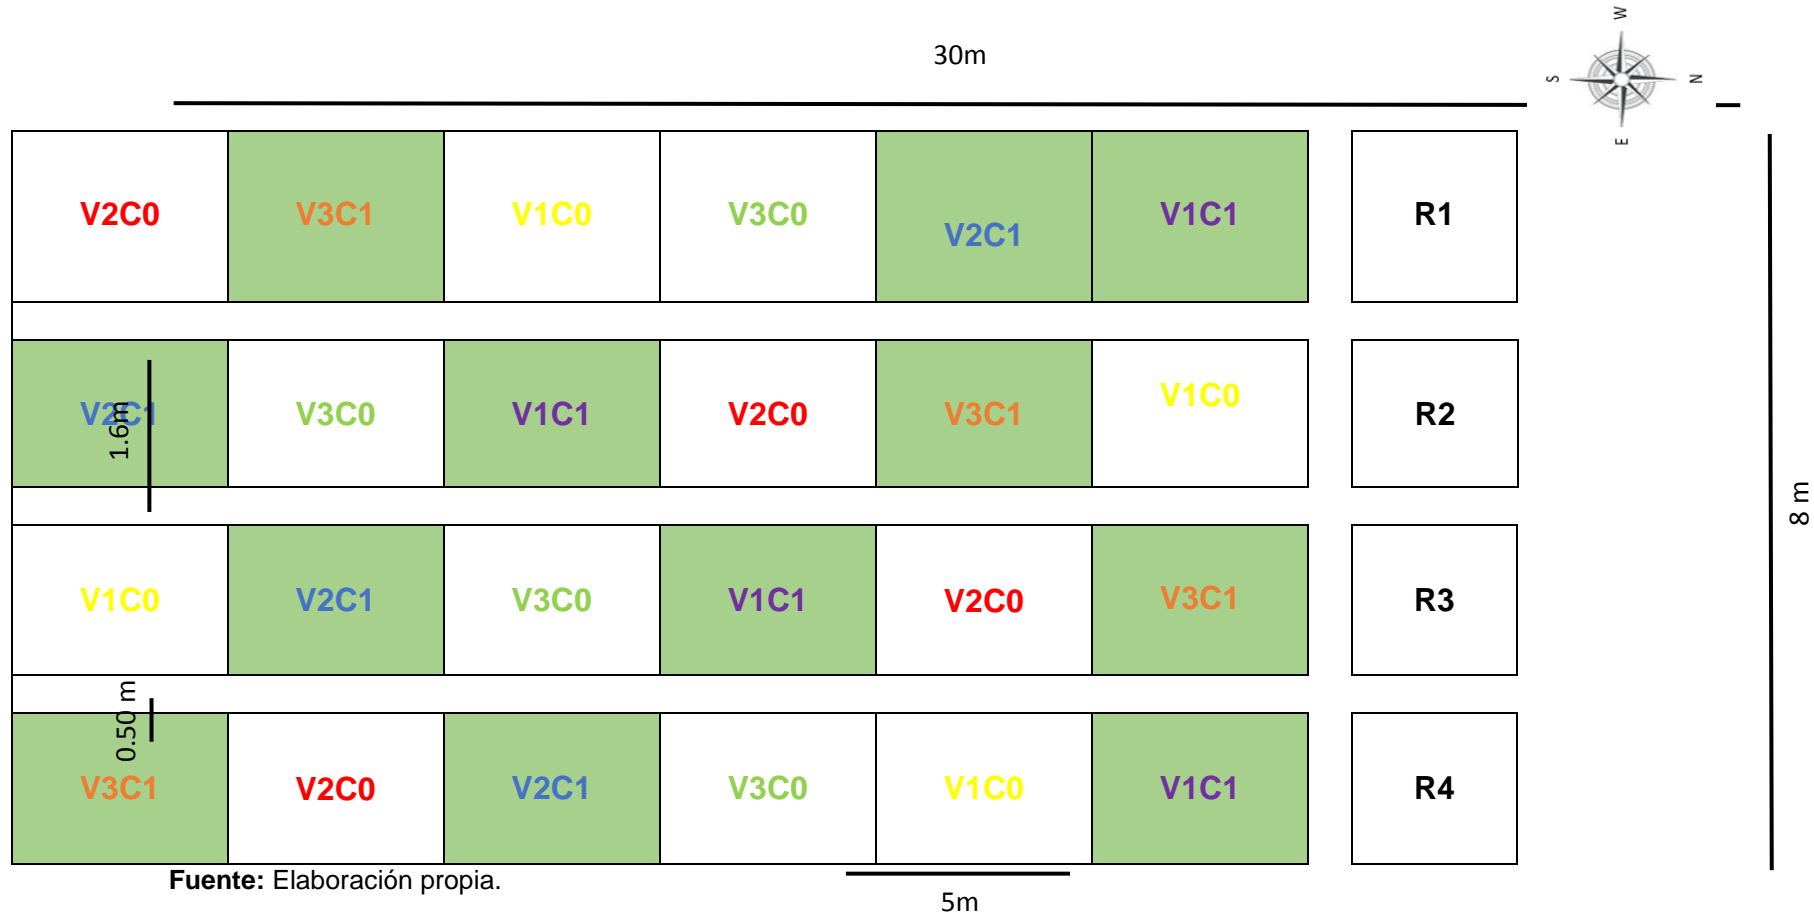 30m
W
S
N
E
V2C0 V3C1 V1C0 V3C0 V2C1 V1C1 R1
V2C1 V3C0 V1C1 V2C0 V3C1 V1C0 R2
1.6m
8 m
V1C0 V2C1 V3C0 V1C1 V2C0 V3C1 R3
0.50 m
V3C1 V2C0 V2C1 V3C0 V1C0 V1C1 R4
Fuente: Elaboración propia.
5m